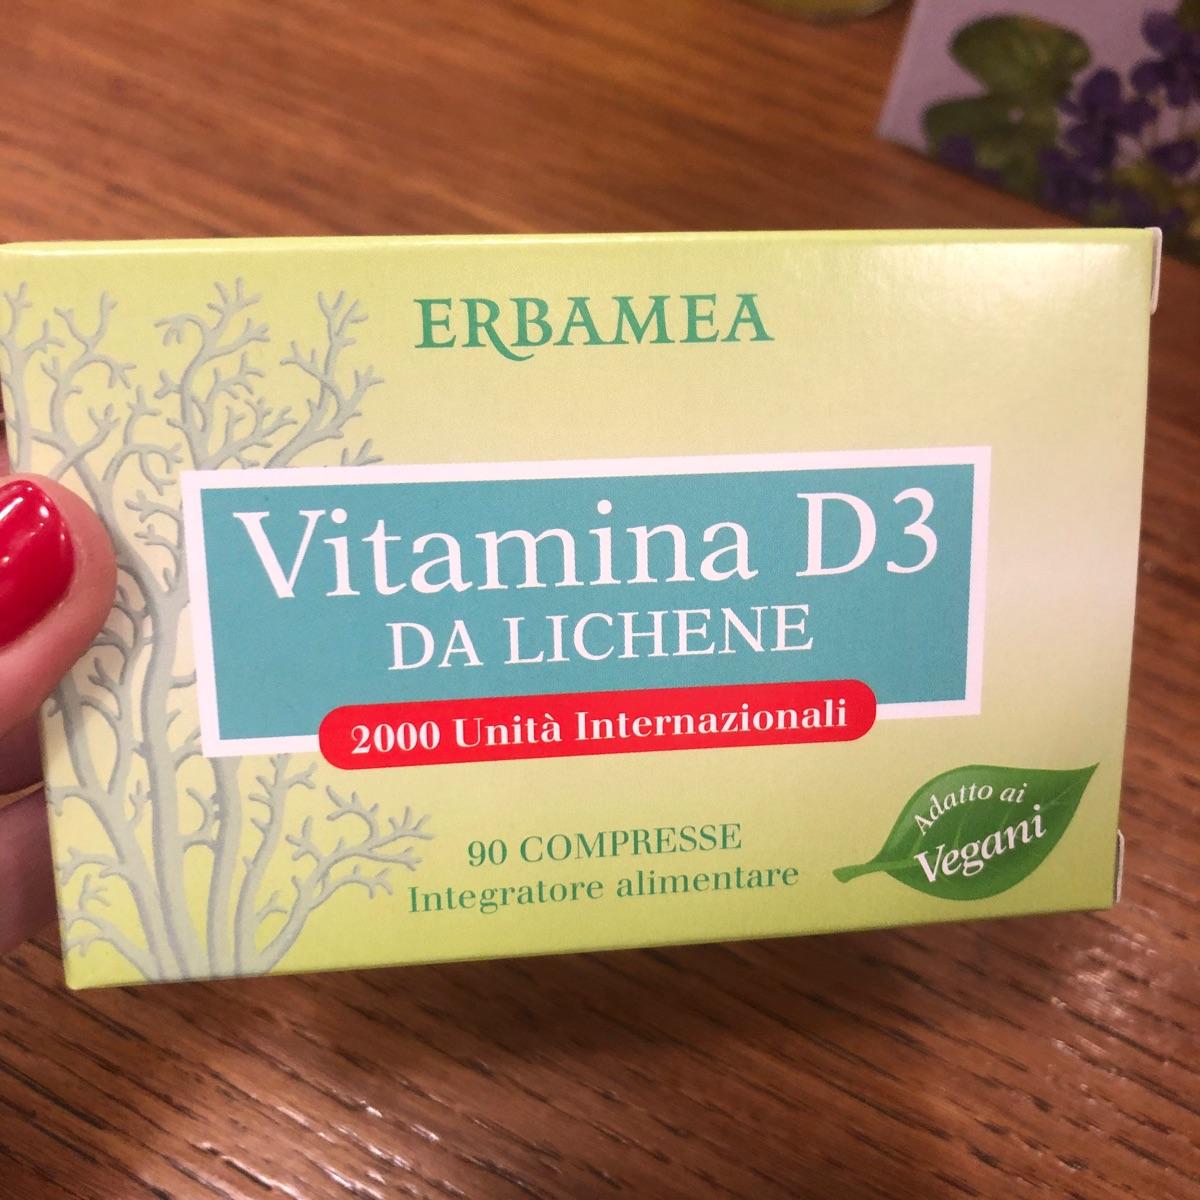 ERBAMEA
Vitamina D3
DA LICHENE
2000 Unità Internazionali
90 COMPRESSE
Integratore alimentare
Adatto ai
Vegani